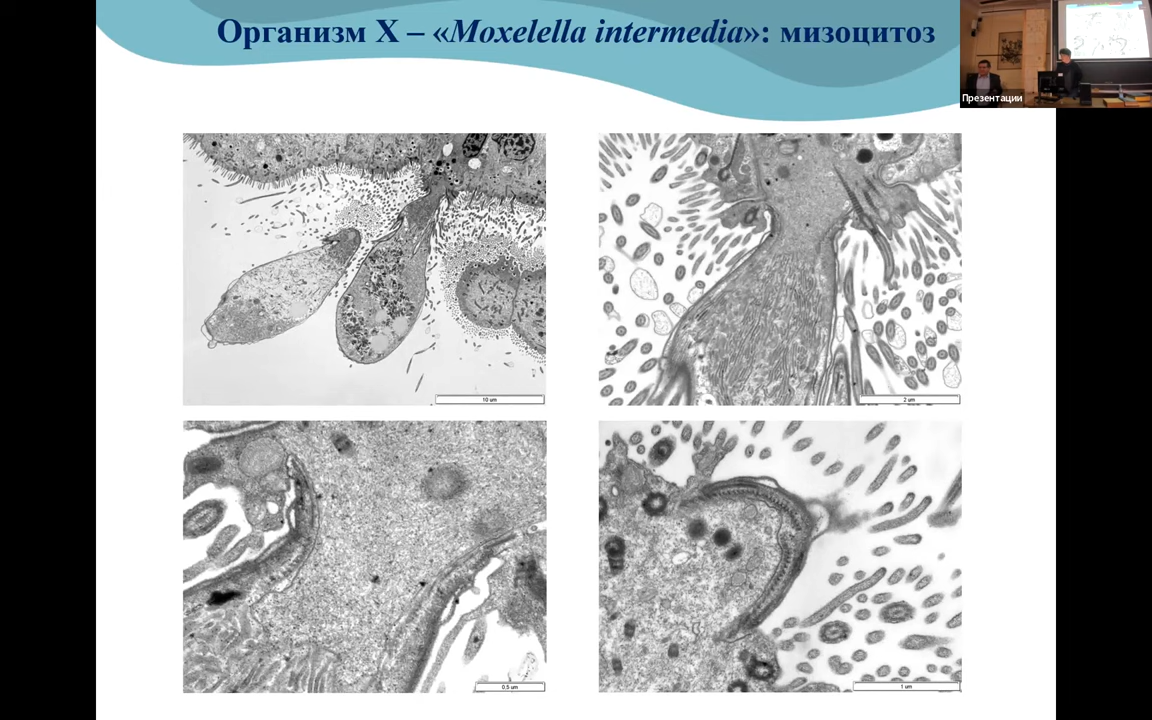 Организм X – «Moxelella intermedia»: мизоцитоз
Презентации
10 um
2 um
0,5 um
1 um